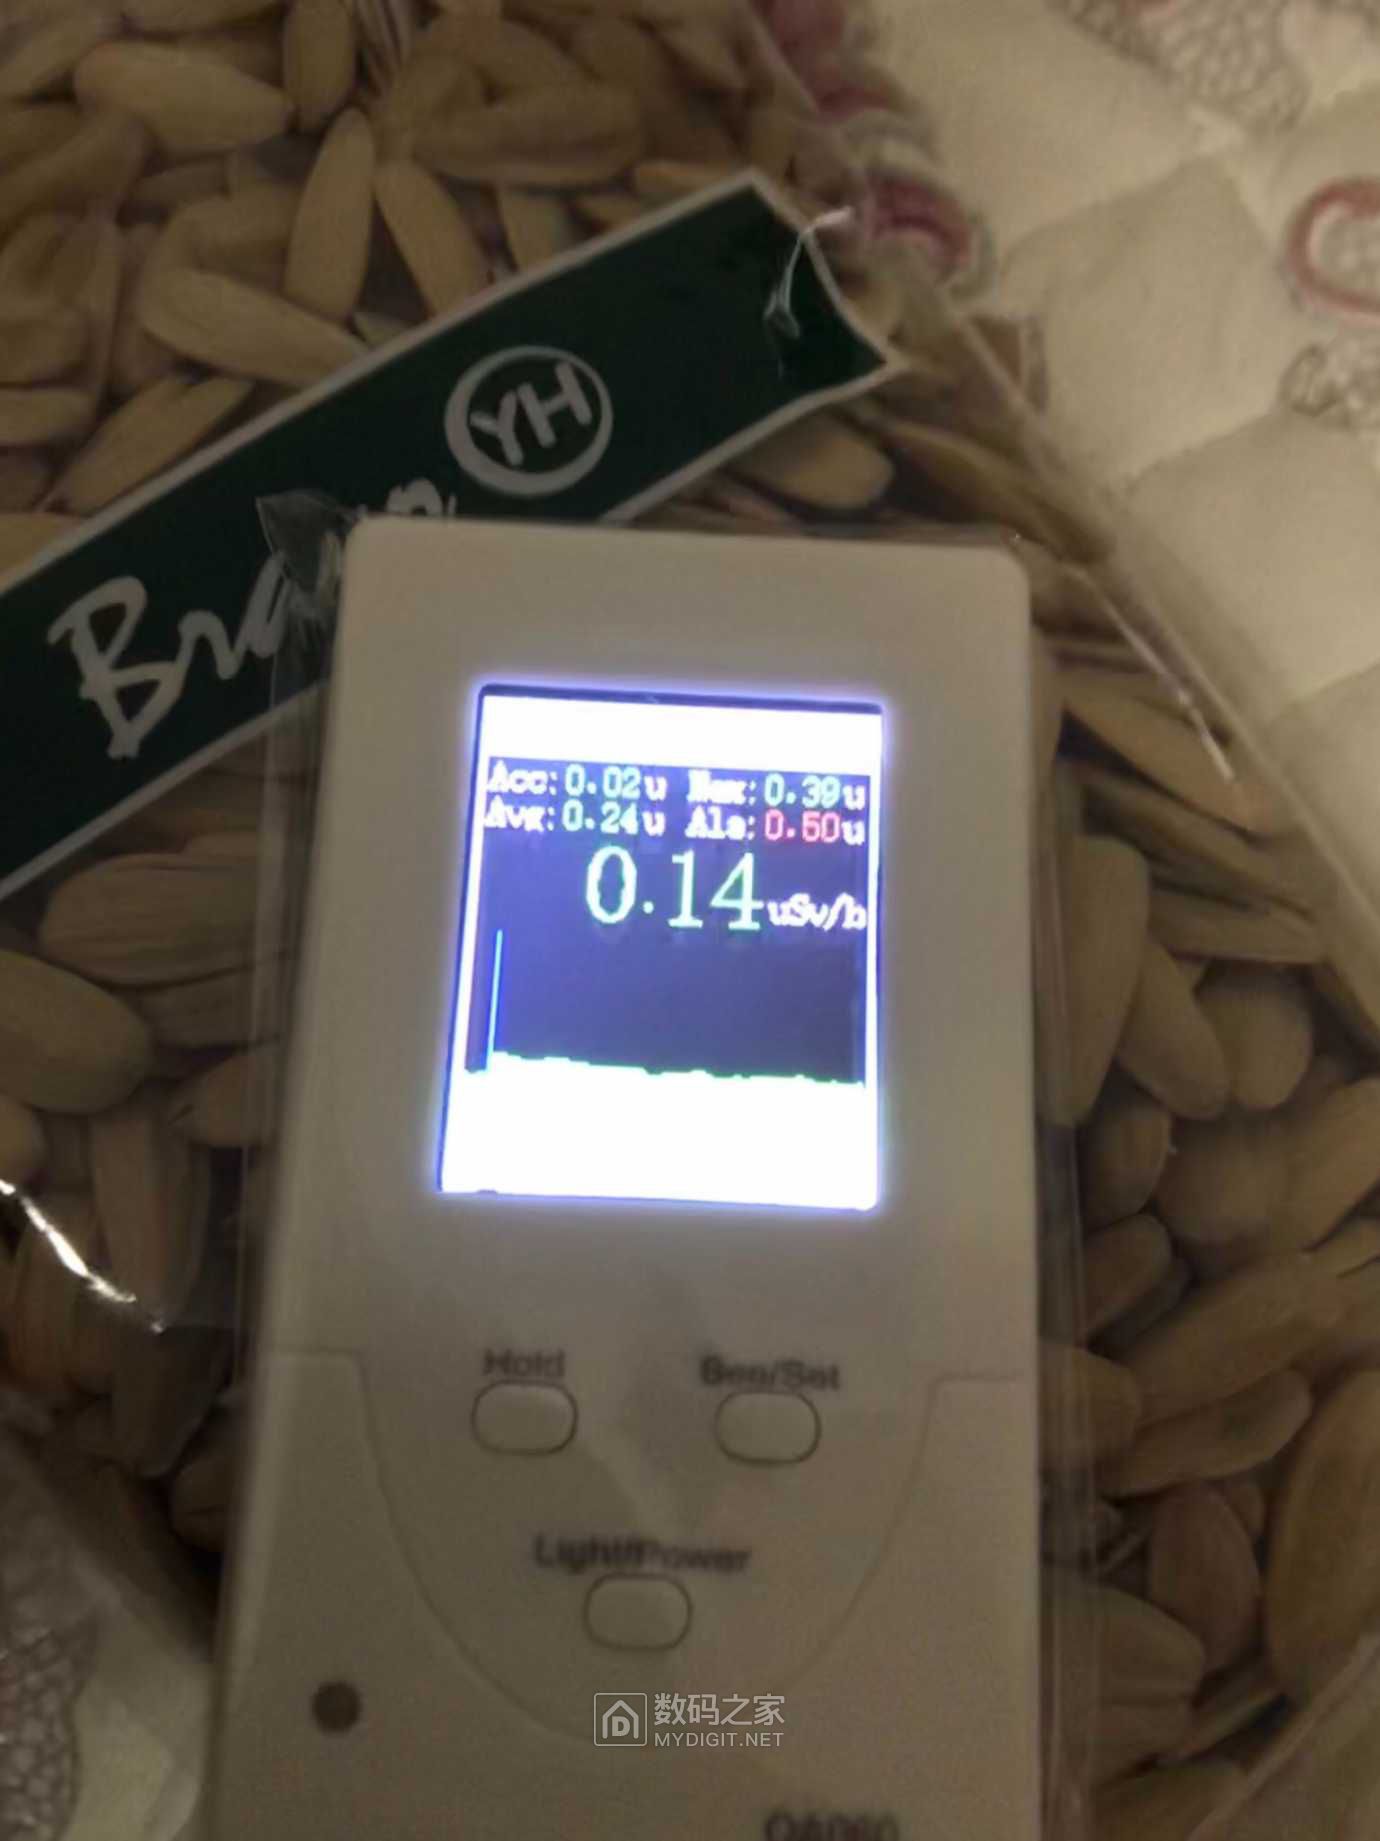 YH
Acc:0.02u Max:0.39u
Avg:0.24u Ala:0.50u
0.14uSv/h
Hold
Light/Power
数码之家
MYDIGIT.NET